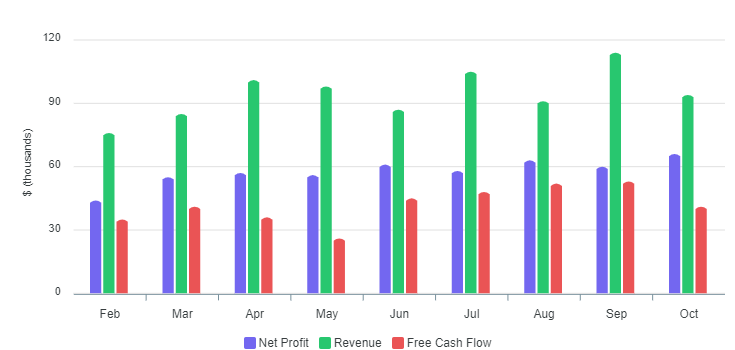 120
90
60
30
0
$ (thousands)
Feb Mar Apr May Jun Jul Aug Sep Oct
Net Profit Revenue Free Cash Flow